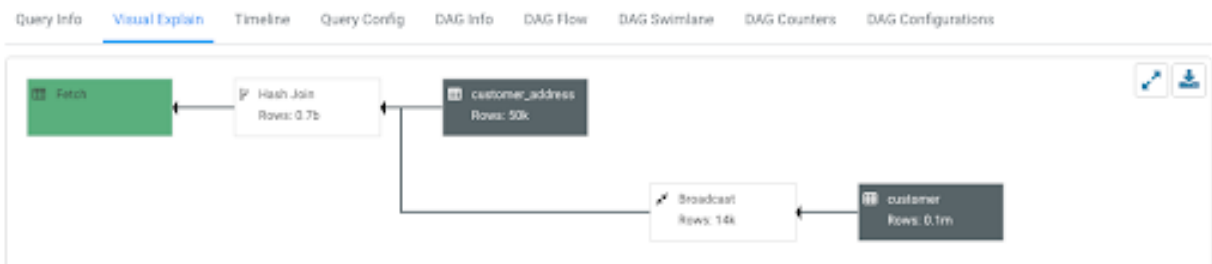 Query Info Visual Explain Timeline Query Config DAG Info DAG Flow DAG Swimlane DAG Counters DAG Configurations
Fetch
Hash Join
Rows: 0.7b
customer_address
Rows: 50k
Broadcast
Rows: 14k
customer
Rows: 0.1m